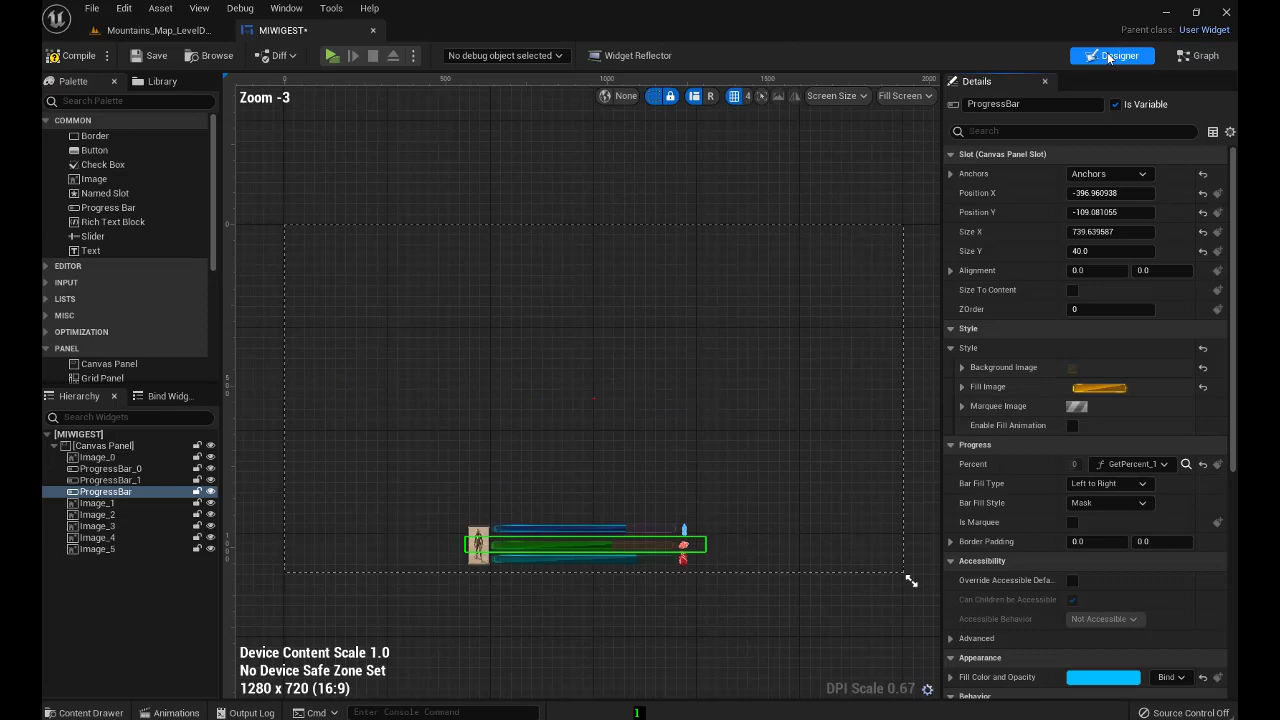 File Edit Asset View Debug Window Tools Help
Mountains_Map_LevelD...
MIWIGEST*
Parent class: User Widget
Compile Save Browse Diff No debug object selected Widget Reflector Designer Graph
Palette Library
Search Palette
COMMON
Border
Button
Check Box
Image
Named Slot
Progress Bar
Rich Text Block
Slider
Text
EDITOR
INPUT
LISTS
MISC
OPTIMIZATION
PANEL
Canvas Panel
Grid Panel
Hierarchy Bind Widg...
Search Widgets
[MIWIGEST]
[Canvas Panel]
Image_0
ProgressBar_0
ProgressBar_1
ProgressBar
Image_1
Image_2
Image_3
Image_4
Image_5
0 500 1000 1500 2000
Zoom -3
None R 4 Screen Size Fill Screen
0
5
0
0
1
0
0
0
Device Content Scale 1.0
No Device Safe Zone Set
1280 x 720 (16:9)
DPI Scale 0.67
Details
ProgressBar Is Variable
Search
Slot (Canvas Panel Slot)
Anchors Anchors
Position X -396.960938
Position Y -109.081055
Size X 739.639587
Size Y 40.0
Alignment 0.0 0.0
Size To Content
ZOrder 0
Style
Style
Background Image
Fill Image
Marquee Image
Enable Fill Animation
Progress
Percent 0 GetPercent_1
Bar Fill Type Left to Right
Bar Fill Style Mask
Is Marquee
Border Padding 0.0 0.0
Accessibility
Override Accessible Defa...
Can Children be Accessible
Accessible Behavior Not Accessible
Advanced
Appearance
Fill Color and Opacity Bind
Behavior
Content Drawer Animations Output Log Cmd Enter Console Command 1 Source Control Off